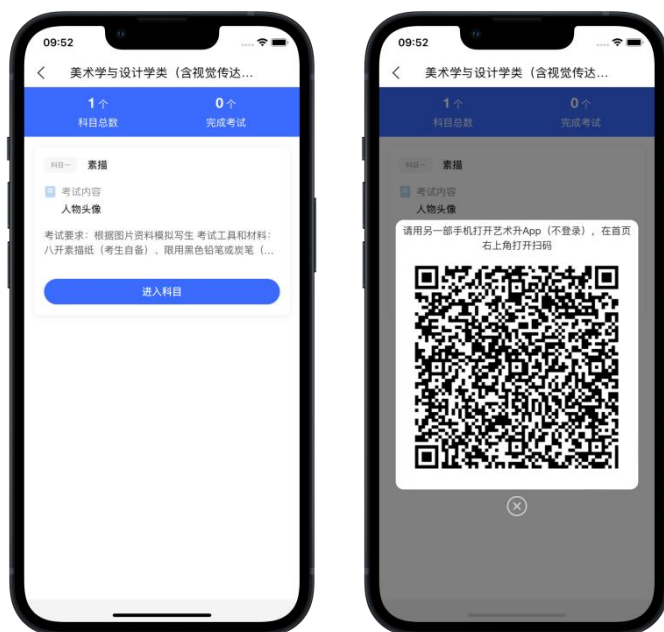 09:52
美术学与设计学类（含视觉传达...
1个
0个
科目总数
完成考试
科目一 素描
考试内容
人物头像
考试要求：根据图片资料模拟写生 考试工具和材料：
八开素描纸（考生自备）、限用黑色铅笔或炭笔（...
进入科目
09:52
美术学与设计学类（含视觉传达...
1个
0个
科目总数
完成考试
科目一 素描
考试内容
人物头像
请用另一部手机打开艺术升App（不登录），在首页
右上角打开扫码